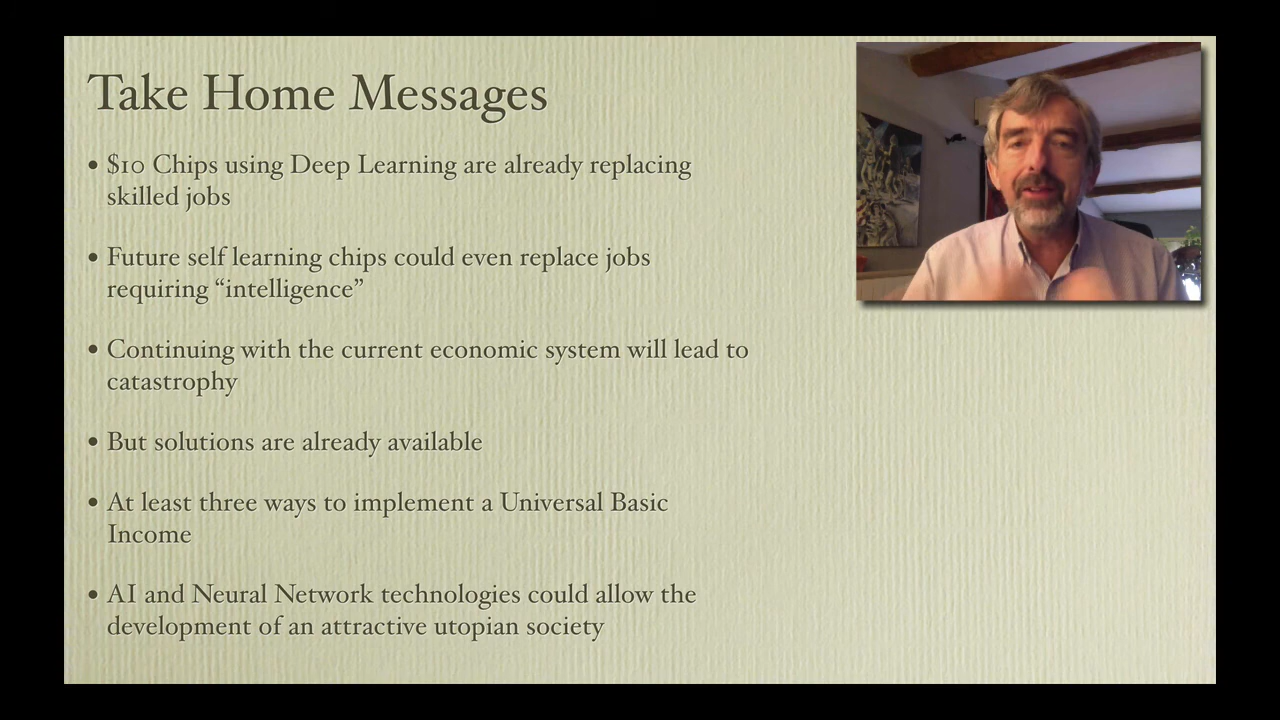 Take Home Messages
• $10 Chips using Deep Learning are already replacing
skilled jobs
• Future self learning chips could even replace jobs
requiring “intelligence”
• Continuing with the current economic system will lead to
catastrophy
• But solutions are already available
• At least three ways to implement a Universal Basic
Income
• AI and Neural Network technologies could allow the
development of an attractive utopian society